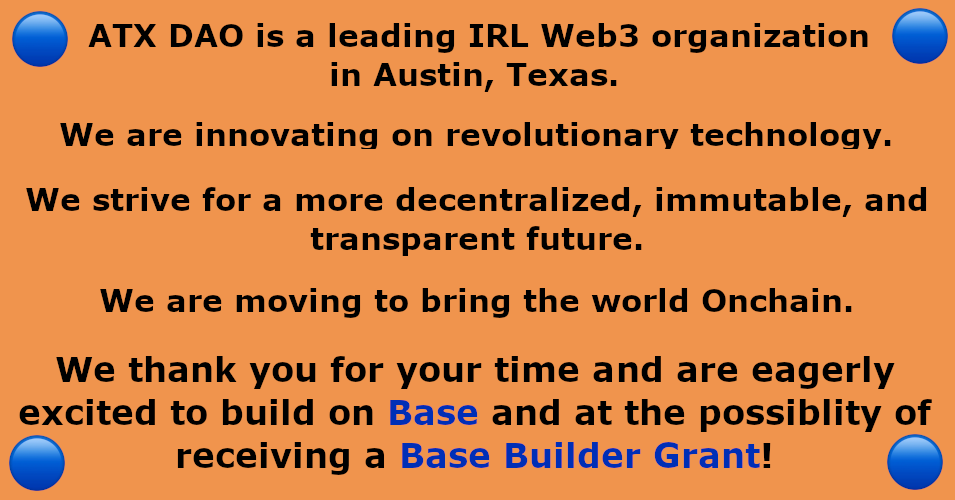 ATX DAO is a leading IRL Web3 organization
in Austin, Texas.
We are innovating on revolutionary technology.
We strive for a more decentralized, immutable, and
transparent future.
We are moving to bring the world Onchain.
We thank you for your time and are eagerly
excited to build on Base and at the possiblity of
receiving a Base Builder Grant!